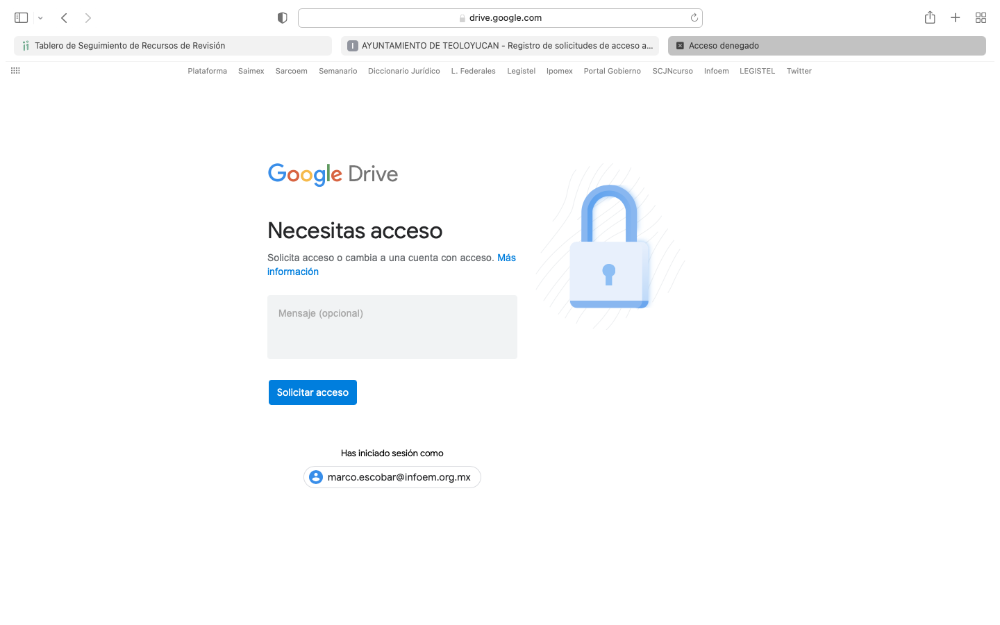 drive.google.com
Tablero de Seguimiento de Recursos de Revisión
I AYUNTAMIENTO DE TEOLOYUCAN - Registro de solicitudes de acceso a...
Acceso denegado
Plataforma Saimex Sarcoem Semanario Diccionario Jurídico L. Federales Legistel Ipomex Portal Gobierno SCJNcurso Infoem LEGISTEL Twitter
Google Drive
Necesitas acceso
Solicita acceso o cambia a una cuenta con acceso. Más
información
Mensaje (opcional)
Solicitar acceso
Has iniciado sesión como
marco.escobar@infoem.org.mx